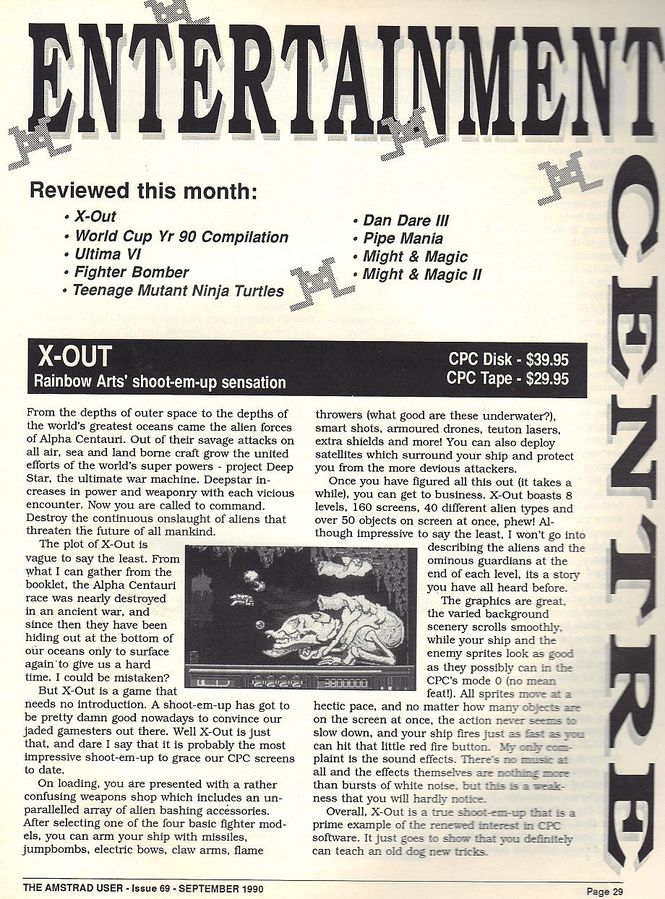 ENTERTAINMENT
CENTRE
Reviewed this month:
• X-Out
• World Cup Yr 90 Compilation
• Ultima VI
• Fighter Bomber
• Teenage Mutant Ninja Turtles
• Dan Dare III
• Pipe Mania
• Might & Magic
• Might & Magic II
X-OUT
Rainbow Arts' shoot-em-up sensation
CPC Disk - $39.95
CPC Tape - $29.95
From the depths of outer space to the depths of
the world's greatest oceans came the alien forces
of Alpha Centauri. Out of their savage attacks on
all air, sea and land borne craft grow the united
efforts of the world's super powers - project Deep
Star, the ultimate war machine. Deepstar in-
creases in power and weaponry with each vicious
encounter. Now you are called to command.
Destroy the continuous onslaught of aliens that
threaten the future of all mankind.
The plot of X-Out is
vague to say the least. From
what I can gather from the
booklet, the Alpha Centauri
race was nearly destroyed
in an ancient war, and
since then they have been
hiding out at the bottom of
our oceans only to surface
again to give us a hard
time. I could be mistaken?
But X-Out is a game that
needs no introduction. A shoot-em-up has got to
be pretty damn good nowadays to convince our
jaded gamesters out there. Well X-Out is just
that, and dare I say that it is probably the most
impressive shoot-em-up to grace our CPC screens
to date.
On loading, you are presented with a rather
confusing weapons shop which includes an un-
parallelled array of alien bashing accessories.
After selecting one of the four basic fighter mod-
els, you can arm your ship with missiles,
jumpbombs, electric bows, claw arms, flame
throwers (what good are these underwater?),
smart shots, armoured drones, teuton lasers,
extra shields and more! You can also deploy
satellites which surround your ship and protect
you from the more devious attackers.
Once you have figured all this out (it takes a
while), you can get to business. X-Out boasts 8
levels, 160 screens, 40 different alien types and
over 50 objects on screen at once, phew! Al-
though impressive to say the least, I won't go into
describing the aliens and the
ominous guardians at the
end of each level, its a story
you have all heard before.
The graphics are great,
the varied background
scenery scrolls smoothly,
while your ship and the
enemy sprites look as good
as they possibly can in the
CPC's mode 0 (no mean
feat!). All sprites move at a
hectic pace, and no matter how many objects are
on the screen at once, the action never seems to
slow down, and your ship fires just as fast as you
can hit that little red fire button. My only com-
plaint is the sound effects. There's no music at
all and the effects themselves are nothing more
than bursts of white noise, but this is a weak-
ness that you will hardly notice.
Overall, X-Out is a true shoot-em-up that is a
prime example of the renewed interest in CPC
software. It just goes to show that you definitely
can teach an old dog new tricks.
THE AMSTRAD USER - Issue 69 - SEPTEMBER 1990
Page 29